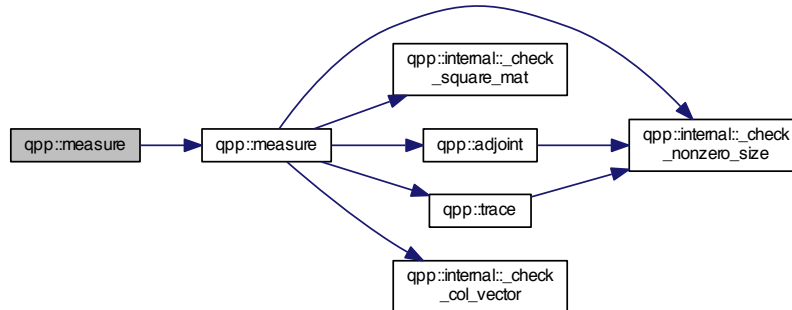 qpp::measure
qpp::measure
qpp::internal::_check
_square_mat
qpp::adjoint
qpp::trace
qpp::internal::_check
_col_vector
qpp::internal::_check
_nonzero_size